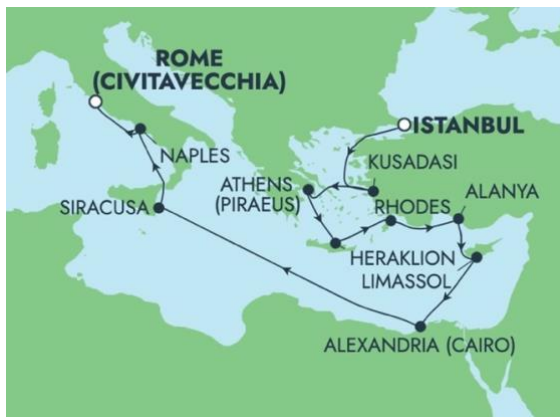 ROME
(CIVITAVECCHIA)
ISTANBUL
NAPLES
KUSADASI
ATHENS
(PIRAEUS)
RHODES
ALANYA
SIRACUSA
HERAKLION
LIMASSOL
ALEXANDRIA (CAIRO)